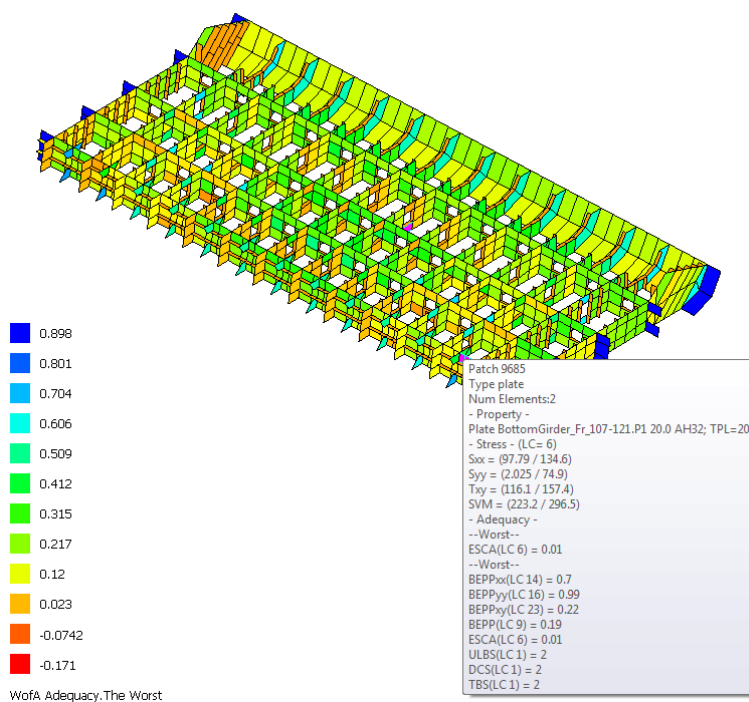 0.898
0.801
0.704
0.606
0.509
0.412
0.315
0.217
0.12
0.023
-0.0742
-0.171
WofA Adequacy.The Worst
Patch 9685
Type plate
Num Elements:2
- Property -
Plate BottomGirder_Fr_107-121.P1 20.0 AH32; TPL=20
- Stress - (LC= 6)
Sxx = (97.79 / 134.6)
Syy = (2.025 / 74.9)
Txy = (116.1 / 157.4)
SVM = (223.2 / 296.5)
- Adequacy -
--Worst--
ESCA(LC 6) = 0.01
--Worst--
BEPPxx(LC 14) = 0.7
BEPPyy(LC 16) = 0.99
BEPPxy(LC 23) = 0.22
BEPP(LC 9) = 0.19
ESCA(LC 6) = 0.01
ULBS(LC 1) = 2
DCS(LC 1) = 2
TBS(LC 1) = 2